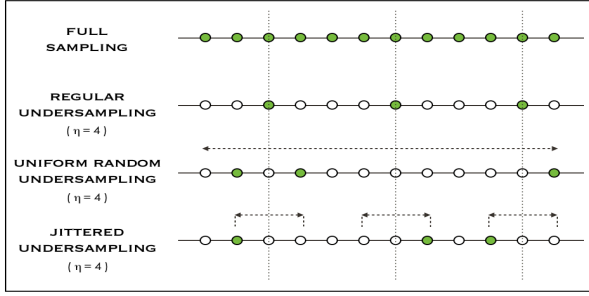 FULL
SAMPLING
REGULAR
UNDERSAMPLING
( η = 4 )
UNIFORM RANDOM
UNDERSAMPLING
( η = 4 )
JITTERED
UNDERSAMPLING
( η = 4 )